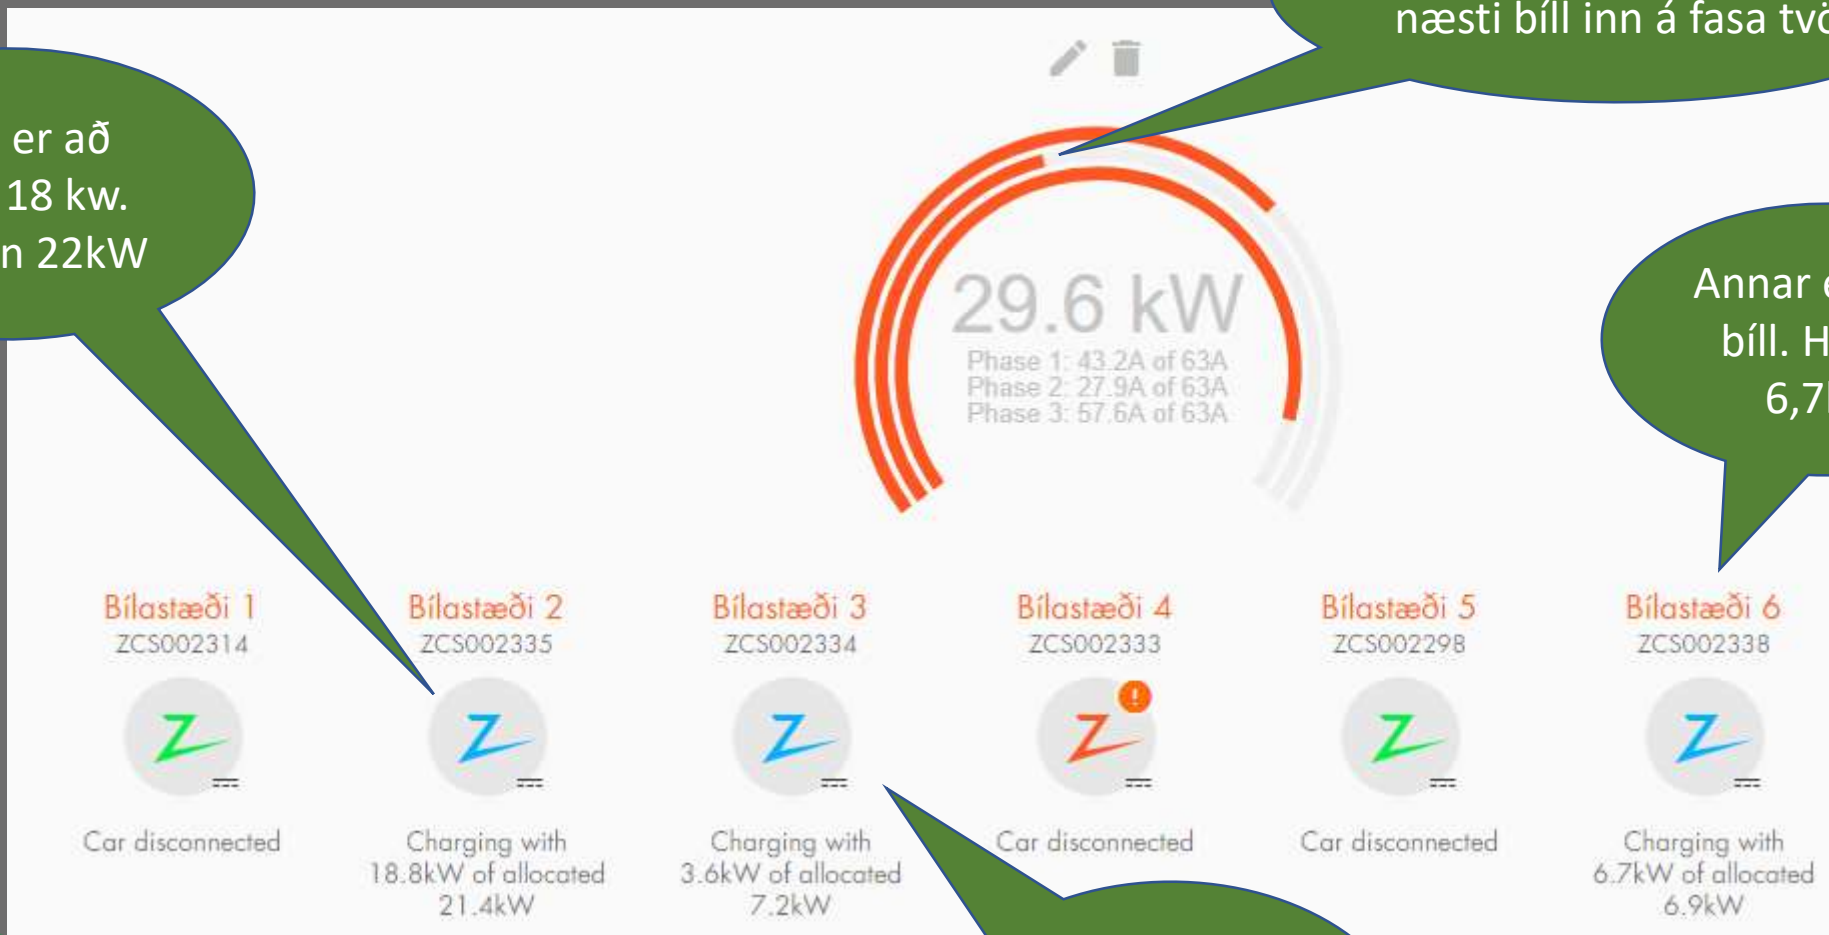 næsti bíll inn á fasa
er að
18 kw.
22kW
29.6 kW
Phase 1: 43.2A of 63A
Phase 2: 27.9A of 63A
Phase 3: 57.6A of 63A
Annar
bíll.
Bílastæði 1
ZCS002314
Car disconnected
Bílastæði 2
ZCS002335
Charging with
18.8kW of allocated
21.4kW
Bílastæði 3
ZCS002334
Charging with
3.6kW of allocated
7.2kW
Bílastæði 4
ZCS002333
Car disconnected
Bílastæði 5
ZCS002298
Car disconnected
Bílastæði 6
ZCS002338
Charging with
6.7kW of allocated
6.9kW